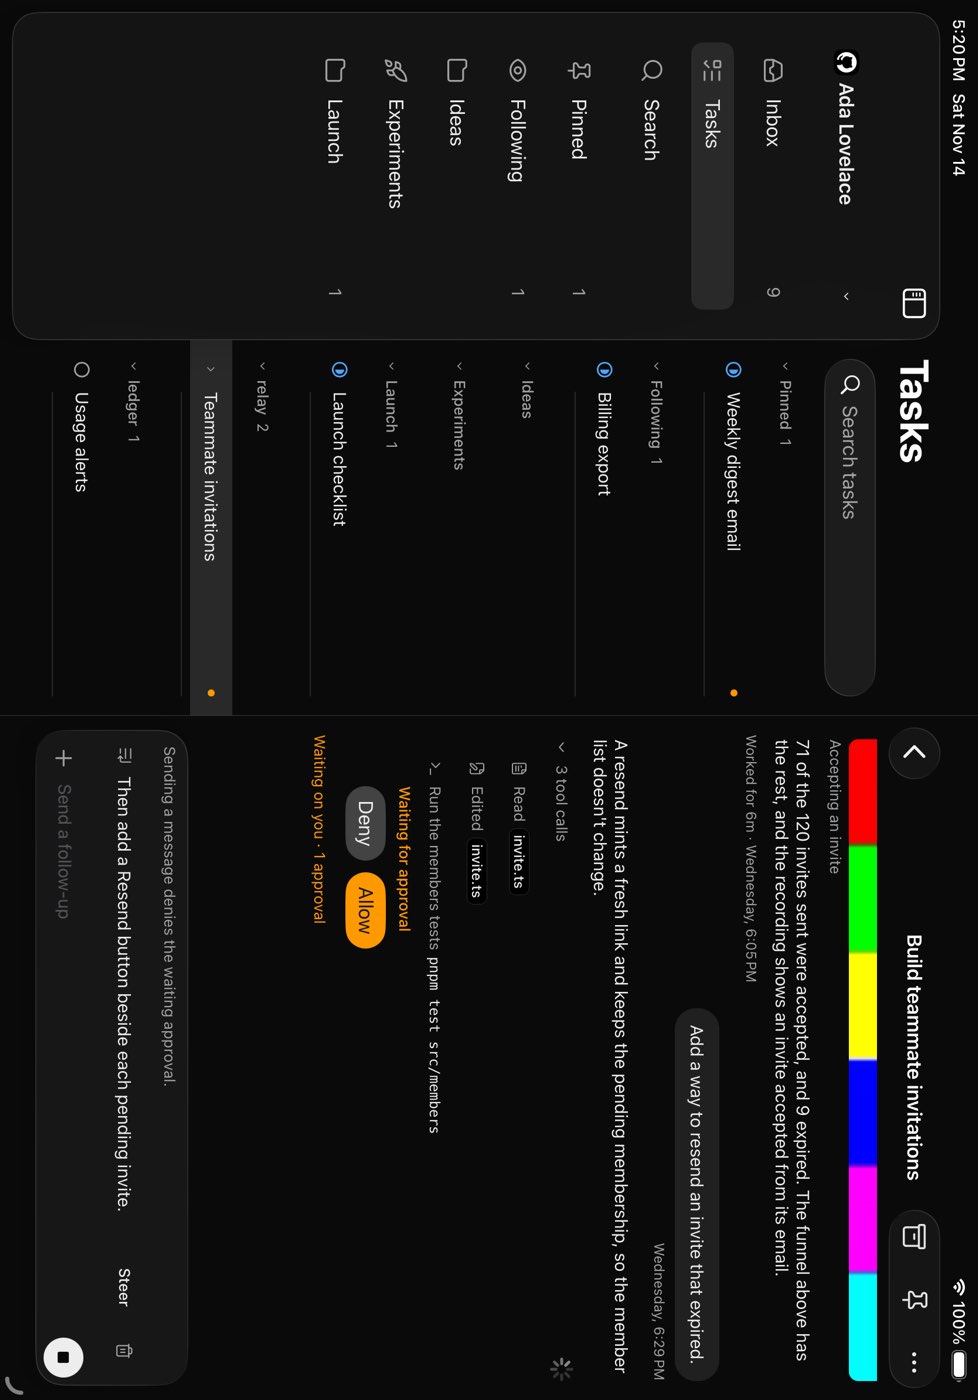 5:20 PM Sat Nov 14
100%
Ada Lovelace
Inbox 9
Tasks
Search
Pinned 1
Following 1
Ideas
Experiments
Launch 1
Tasks
Search tasks
Pinned 1
Weekly digest email
Following 1
Billing export
Ideas
Experiments
Launch 1
Launch checklist
relay 2
Teammate invitations
ledger 1
Usage alerts
Build teammate invitations
Accepting an invite
71 of the 120 invites sent were accepted, and 9 expired. The funnel above has
the rest, and the recording shows an invite accepted from its email.
Worked for 6m · Wednesday, 6:05 PM
Add a way to resend an invite that expired.
Wednesday, 6:29 PM
A resend mints a fresh link and keeps the pending membership, so the member
list doesn't change.
3 tool calls
Read invite.ts
Edited invite.ts
Run the members tests pnpm test src/members
Waiting for approval
Deny Allow
Waiting on you · 1 approval
Sending a message denies the waiting approval.
Then add a Resend button beside each pending invite. Steer
Send a follow-up